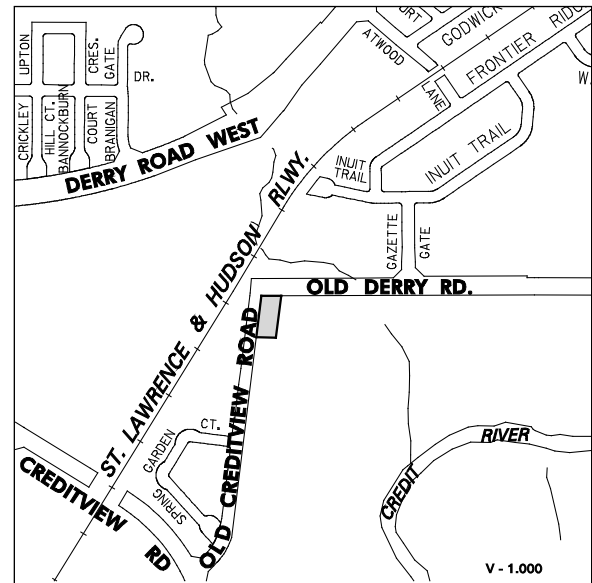 UPTON
CRICKLEY
HILL CT.
BANNOCKBURN
CRES.
GATE
COURT
BRANIGAN
DR.
DERRY ROAD WEST
COURT
GODWICK
ATWOOD
LANE
FRONTIER RIDG
W.
INUIT
TRAIL
INUIT TRAIL
GAZETTE
GATE
ST. LAWRENCE & HUDSON RLWY.
OLD DERRY RD.
OLD CREDITVIEW ROAD
GARDEN
CT.
SPRING
CREDITVIEW
RD
CREDIT
RIVER
V - 1.000